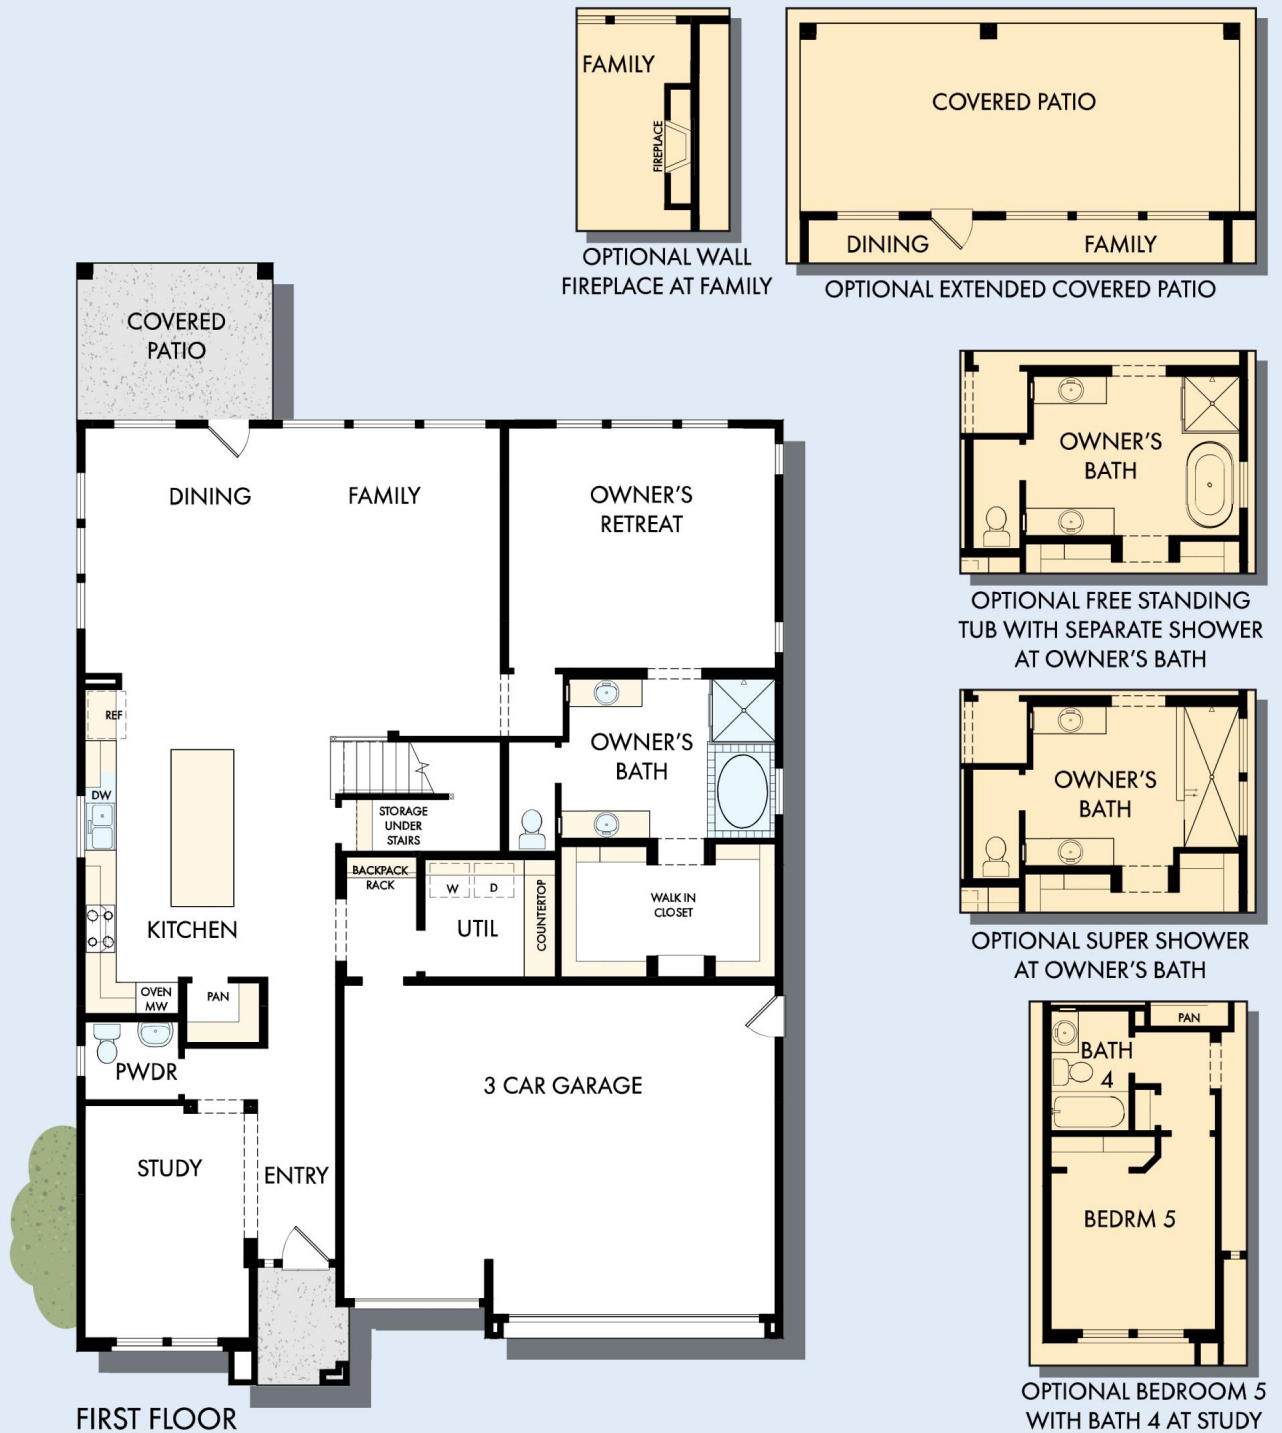 FAMILY
FIREPLACE
OPTIONAL WALL
FIREPLACE AT FAMILY
COVERED PATIO
DINING
FAMILY
OPTIONAL EXTENDED COVERED PATIO
COVERED
PATIO
DINING
FAMILY
OWNER'S
RETREAT
OWNER'S
BATH
OPTIONAL FREE STANDING
TUB WITH SEPARATE SHOWER
AT OWNER'S BATH
REF
DW
OWNER'S
BATH
STORAGE
UNDER
STAIRS
BACKPACK
RACK
W
D
COUNTERTOP
UTIL
WALK IN
CLOSET
KITCHEN
OVEN
MW
PAN
OWNER'S
BATH
OPTIONAL SUPER SHOWER
AT OWNER'S BATH
PWDR
3 CAR GARAGE
STUDY
ENTRY
PAN
BATH
4
BEDRM 5
OPTIONAL BEDROOM 5
WITH BATH 4 AT STUDY
FIRST FLOOR